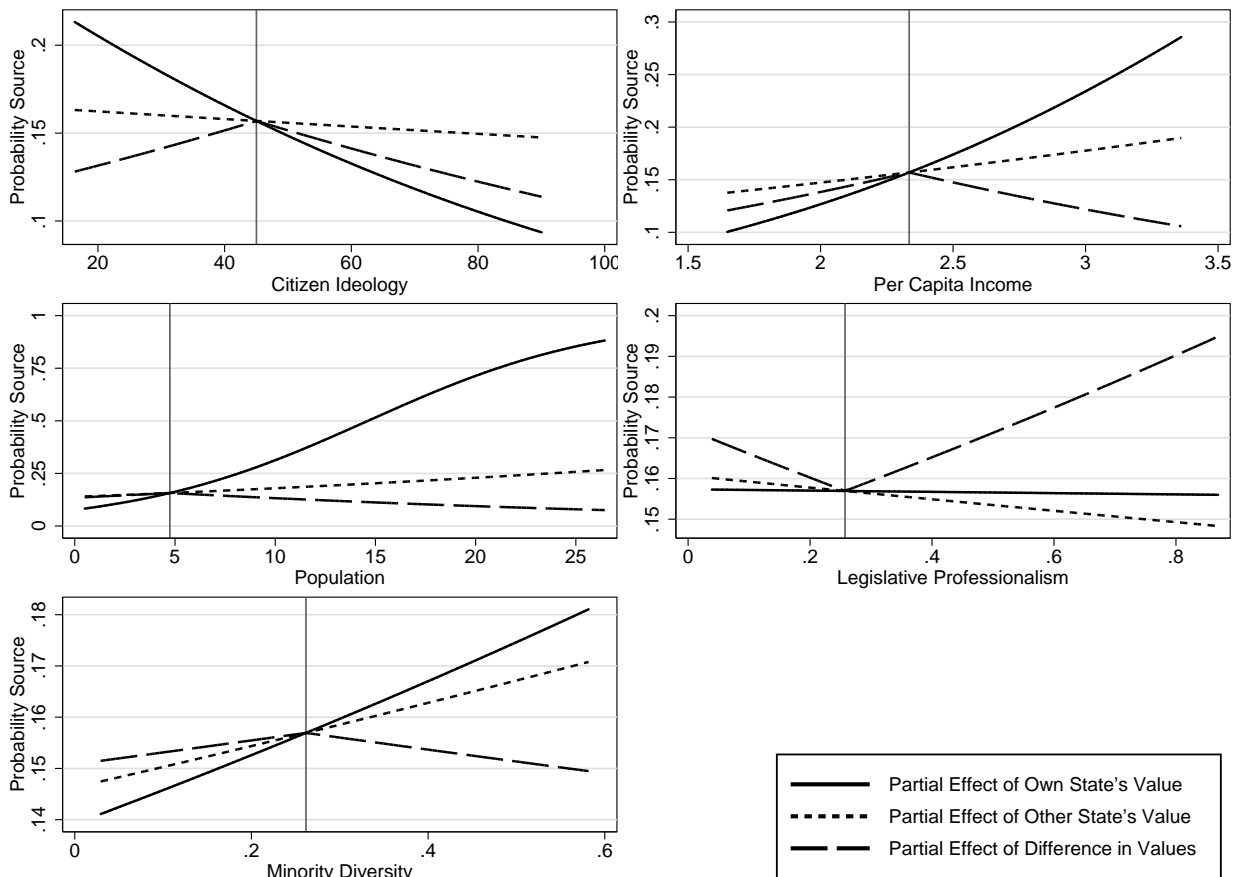 .1 .15 .2
Probability Source
20 40 60 80 100
Citizen Ideology
.1 .15 .2 .25 .3
Probability Source
1.5 2 2.5 3 3.5
Per Capita Income
0 .25 .5 .75 1
Probability Source
0 5 10 15 20 25
Population
.15 .16 .17 .18 .19 .2
Probability Source
0 .2 .4 .6 .8
Legislative Professionalism
.14 .15 .16 .17 .18
Probability Source
0 .2 .4 .6
Minority Diversity
Partial Effect of Own State's Value
Partial Effect of Other State's Value
Partial Effect of Difference in Values